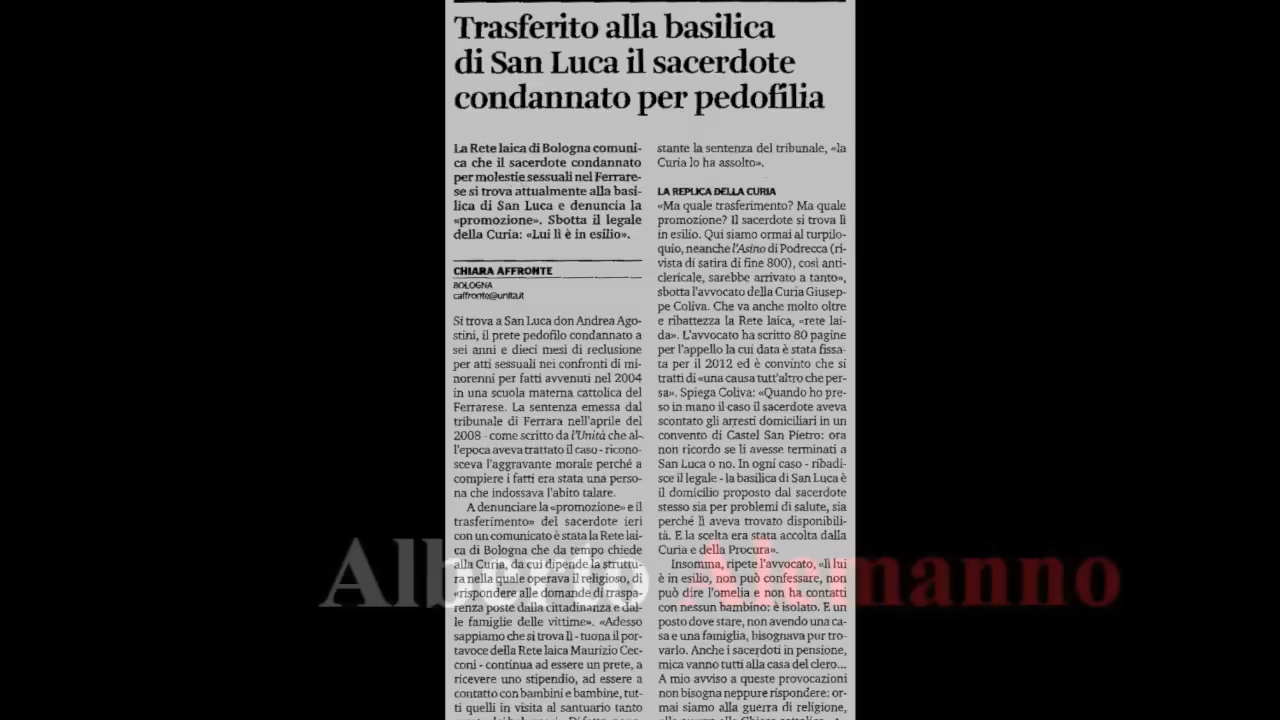 Trasferito alla basilica
di San Luca il sacerdote
condannato per pedofilia
La Rete laica di Bologna comuni-
ca che il sacerdote condannato
per molestie sessuali nel Ferrare-
se si trova attualmente alla basi-
lica di San Luca e denuncia la
«promozione». Sbotta il legale
della Curia: «Lui lì è in esilio».
CHIARA AFFRONTE
BOLOGNA
caffronte@unita.it
Si trova a San Luca don Andrea Ago-
stini, il prete pedofilo condannato a
sei anni e dieci mesi di reclusione
per atti sessuali nei confronti di mi-
norenni per fatti avvenuti nel 2004
in una scuola materna cattolica del
Ferrarese. La sentenza emessa dal
tribunale di Ferrara nell'aprile del
2008 - come scritto da l'Unità che al-
l'epoca aveva trattato il caso - ricono-
sceva l'aggravante morale perché a
compiere i fatti era stata una perso-
na che indossava l'abito talare.
A denunciare la «promozione» e il
trasferimento» del sacerdote ieri
con un comunicato è stata la Rete lai-
ca di Bologna che da tempo chiede
alla Curia, da cui dipende la struttu-
ra nella quale operava il religioso, di
«rispondere alle domande di traspa-
renza poste dalla cittadinanza e dal-
le famiglie delle vittime». «Adesso
sappiamo che si trova lì - tuona il por-
tavoce della Rete laica Maurizio Cec-
coni - continua ad essere un prete, a
ricevere uno stipendio, ad essere a
contatto con bambini e bambine, tut-
ti quelli in visita al santuario tanto
stante la sentenza del tribunale, «la
Curia lo ha assolto».
LA REPLICA DELLA CURIA
«Ma quale trasferimento? Ma quale
promozione? Il sacerdote si trova lì
in esilio. Qui siamo ormai al turpilo-
quio, neanche l'Asino di Podrecca (ri-
vista di satira di fine 800), così anti-
clericale, sarebbe arrivato a tanto»,
sbotta l'avvocato della Curia Giusep-
pe Coliva. Che va anche molto oltre
e ribattezza la Rete laica, «rete lai-
da». L'avvocato ha scritto 80 pagine
per l'appello la cui data è stata fissa-
ta per il 2012 ed è convinto che si
tratti di «una causa tutt'altro che per-
sa». Spiega Coliva: «Quando ho pre-
so in mano il caso il sacerdote aveva
scontato gli arresti domiciliari in un
convento di Castel San Pietro: ora
non ricordo se li avesse terminati a
San Luca o no. In ogni caso - ribadi-
sce il legale - la basilica di San Luca è
il domicilio proposto dal sacerdote
stesso sia per problemi di salute, sia
perché lì aveva trovato disponibili-
tà. E la scelta era stata accolta dalla
Curia e della Procura».
Insomma, ripete l'avvocato, «lì lui
è in esilio, non può confessare, non
può dire l'omelia e non ha contatti
con nessun bambino: è isolato. E un
posto dove stare, non avendo una ca-
sa e una famiglia, bisognava pur tro-
varlo. Anche i sacerdoti in pensione,
mica vanno tutti alla casa del clero...
A mio avviso a queste provocazioni
non bisogna neppure rispondere: or-
mai siamo alla guerra di religione,
Alberto Alemanno